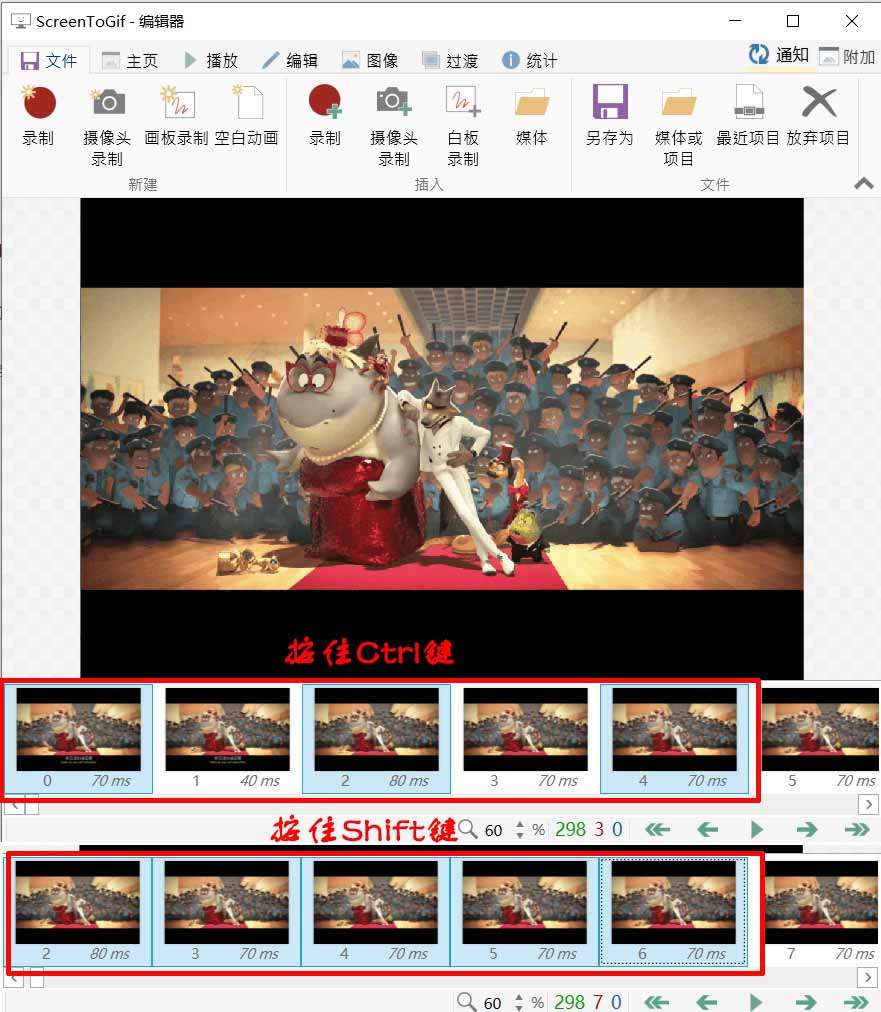 ScreenToGif - 编辑器
文件 主页 播放 编辑 图像 过渡 统计 通知 附加
录制 摄像头录制 画板录制 空白动画 录制 摄像头录制 白板录制 媒体 另存为 媒体或项目 最近项目 放弃项目
新建 插入 文件
按住Ctrl键
0 70 ms 1 40 ms 2 80 ms 3 70 ms 4 70 ms 5 70 ms
按住Shift键 60 % 298 3 0
2 80 ms 3 70 ms 4 70 ms 5 70 ms 6 70 ms 7 70 ms
60 % 298 7 0